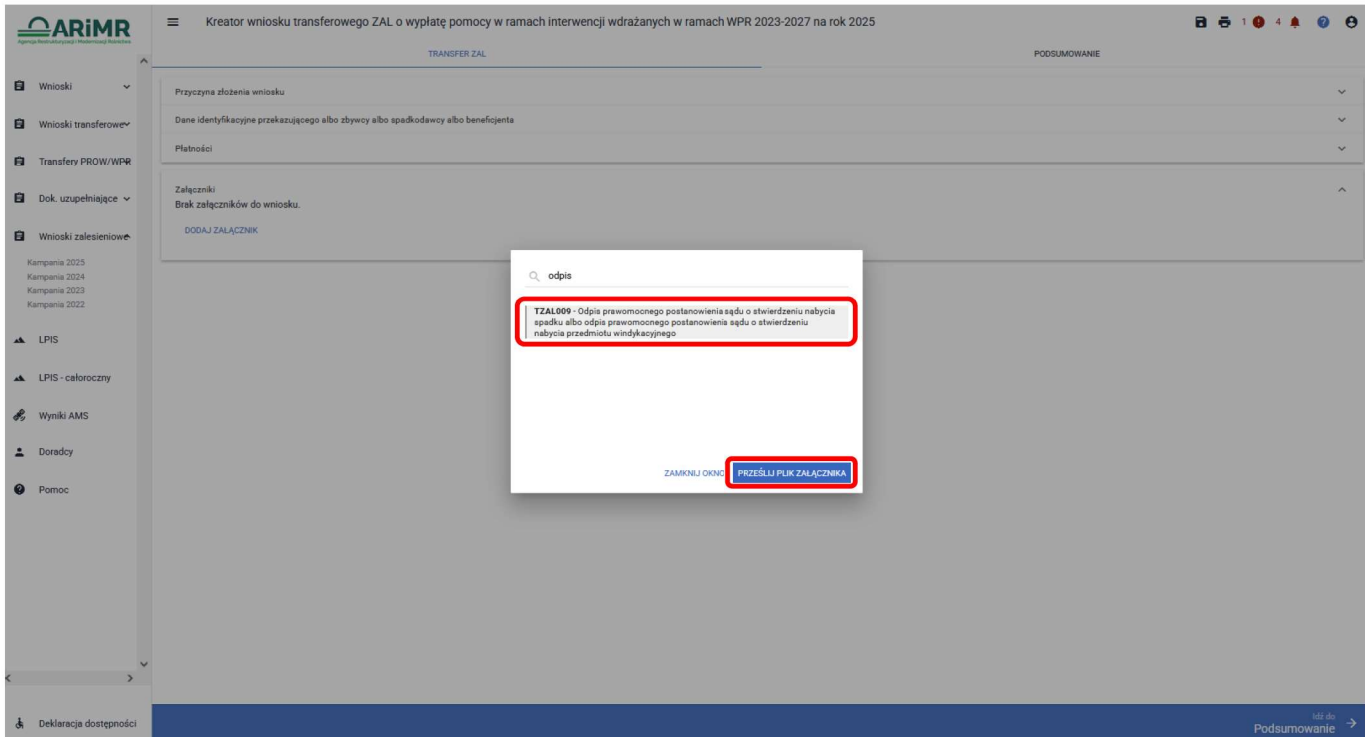 ARiMR
Agencja Restrukturyzacji i Modernizacji Rolnictwa
Kreator wniosku transferowego ZAL o wypłatę pomocy w ramach interwencji wdrażanych w ramach WPR 2023-2027 na rok 2025
1 4
TRANSFER ZAL
PODSUMOWANIE
Wnioski
Wnioski transferowe
Transfery PROW/WPR
Dok. uzupełniające
Wnioski zalesieniowe
Kampania 2025
Kampania 2024
Kampania 2023
Kampania 2022
LPIS
LPIS - całoroczny
Wyniki AMS
Doradcy
Pomoc
Deklaracja dostępności
Przyczyna złożenia wniosku
Dane identyfikacyjne przekazującego albo zbywcy albo spadkodawcy albo beneficjenta
Płatności
Załączniki
Brak załączników do wniosku.
DODAJ ZAŁĄCZNIK
odpis
TZAL009 - Odpis prawomocnego postanowienia sądu o stwierdzeniu nabycia
spadku albo odpis prawomocnego postanowienia sądu o stwierdzeniu
nabycia przedmiotu windykacyjnego
ZAMKNIJ OKNO
PRZEŚLIJ PLIK ZAŁĄCZNIKA
Idź do
Podsumowanie